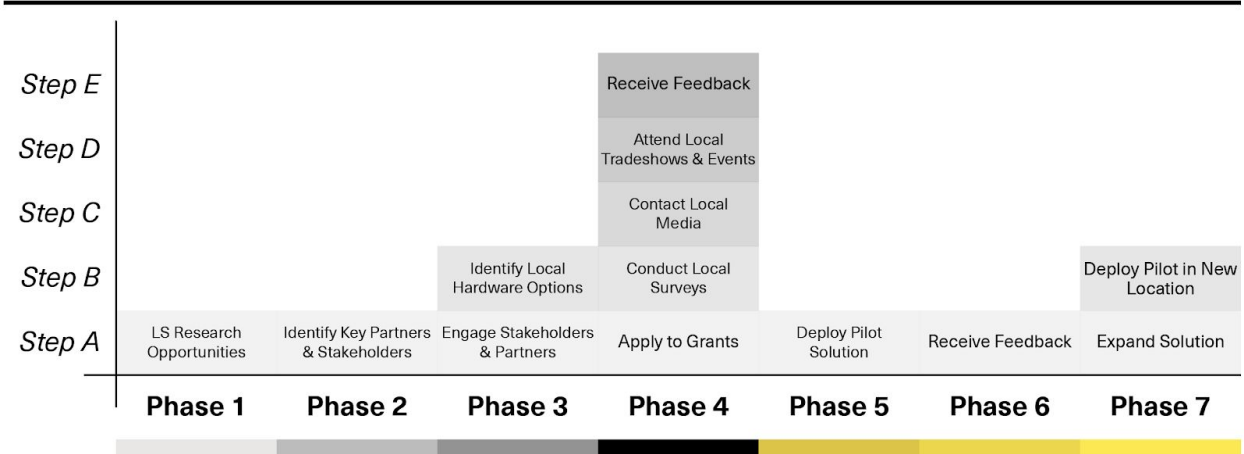 Step E
Receive Feedback
Step D
Attend Local
Tradeshows & Events
Step C
Contact Local
Media
Step B
Identify Local
Hardware Options
Conduct Local
Surveys
Deploy Pilot in New
Location
Step A
LS Research
Opportunities
Identify Key Partners
& Stakeholders
Engage Stakeholders
& Partners
Apply to Grants
Deploy Pilot
Solution
Receive Feedback
Expand Solution
Phase 1
Phase 2
Phase 3
Phase 4
Phase 5
Phase 6
Phase 7